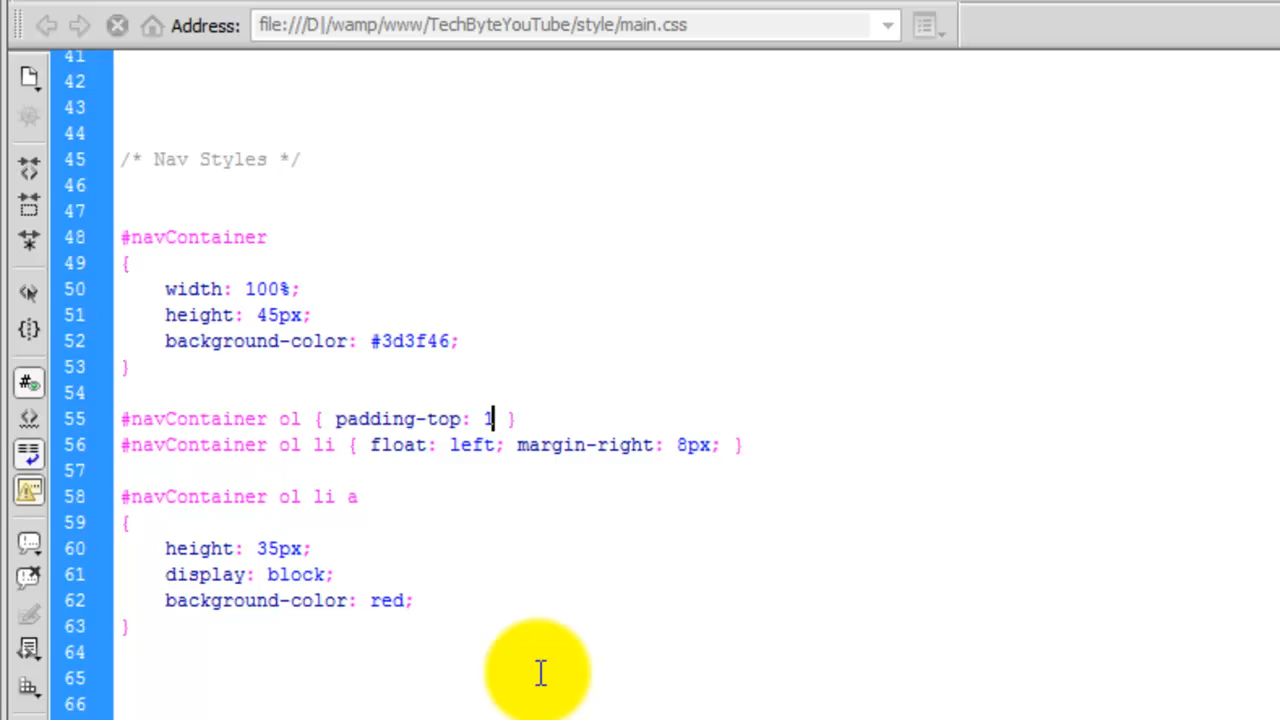 Address: file:///D|/wamp/www/TechByteYouTube/style/main.css
41
42
43
44
45 /* Nav Styles */
46
47
48 #navContainer
49 {
50 width: 100%;
51 height: 45px;
52 background-color: #3d3f46;
53 }
54
55 #navContainer ol { padding-top: 1 }
56 #navContainer ol li { float: left; margin-right: 8px; }
57
58 #navContainer ol li a
59 {
60 height: 35px;
61 display: block;
62 background-color: red;
63 }
64
65
66